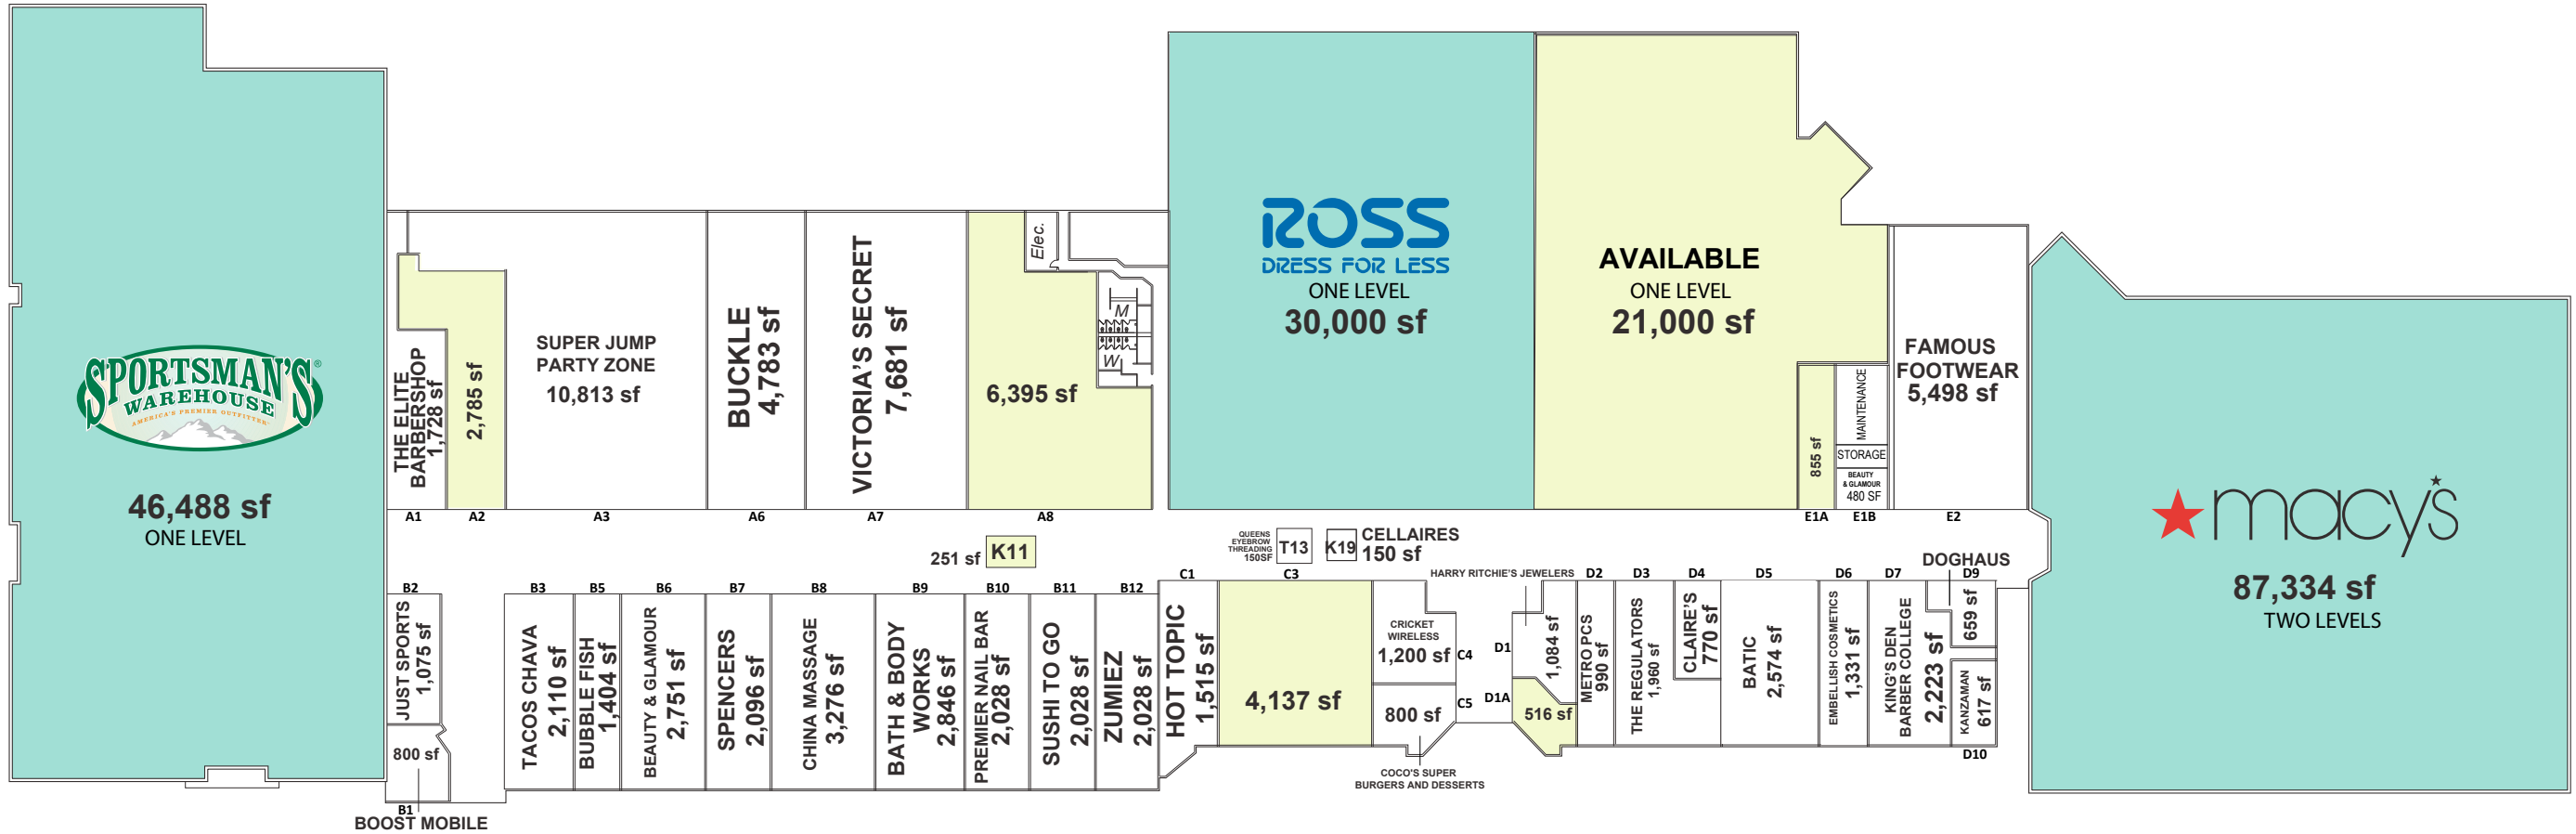 SPORTSMAN'S®
WAREHOUSE
AMERICA'S PREMIER OUTFITTER™
46,488 sf
ONE LEVEL
THE ELITE
BARBERSHOP
1,728 sf
A1
2,785 sf
A2
SUPER JUMP
PARTY ZONE
10,813 sf
A3
BUCKLE
4,783 sf
A6
VICTORIA'S SECRET
7,681 sf
A7
6,395 sf
A8
Elec.
M
W
ROSS
DRESS FOR LESS
ONE LEVEL
30,000 sf
AVAILABLE
ONE LEVEL
21,000 sf
855 sf
E1A
MAINTENANCE
STORAGE
BEAUTY
& GLAMOUR
480 SF
E1B
FAMOUS
FOOTWEAR
5,498 sf
E2
macy's
87,334 sf
TWO LEVELS
251 sf
K11
QUEENS
EYEBROW
THREADING
150SF
T13
K19
CELLAIRES
150 sf
B2
JUST SPORTS
1,075 sf
800 sf
B1
BOOST MOBILE
B3
TACOS CHAVA
2,110 sf
B5
BUBBLE FISH
1,404 sf
B6
BEAUTY & GLAMOUR
2,751 sf
B7
SPENCERS
2,096 sf
B8
CHINA MASSAGE
3,276 sf
B9
BATH & BODY
WORKS
2,846 sf
B10
PREMIER NAIL BAR
2,028 sf
B11
SUSHI TO GO
2,028 sf
B12
ZUMIEZ
2,028 sf
C1
HOT TOPIC
1,515 sf
C3
4,137 sf
CRICKET
WIRELESS
1,200 sf
C4
800 sf
C5
COCO'S SUPER
BURGERS AND DESSERTS
HARRY RITCHIE'S JEWELERS
D1
1,084 sf
D1A
516 sf
D2
METRO PCS
990 sf
D3
THE REGULATORS
1,960 sf
D4
CLAIRE'S
770 sf
D5
BATIC
2,574 sf
D6
EMBELLISH COSMETICS
1,331 sf
D7
KING'S DEN
BARBER COLLEGE
2,223 sf
DOGHAUS
D9
659 sf
KANZAMAN
617 sf
D10